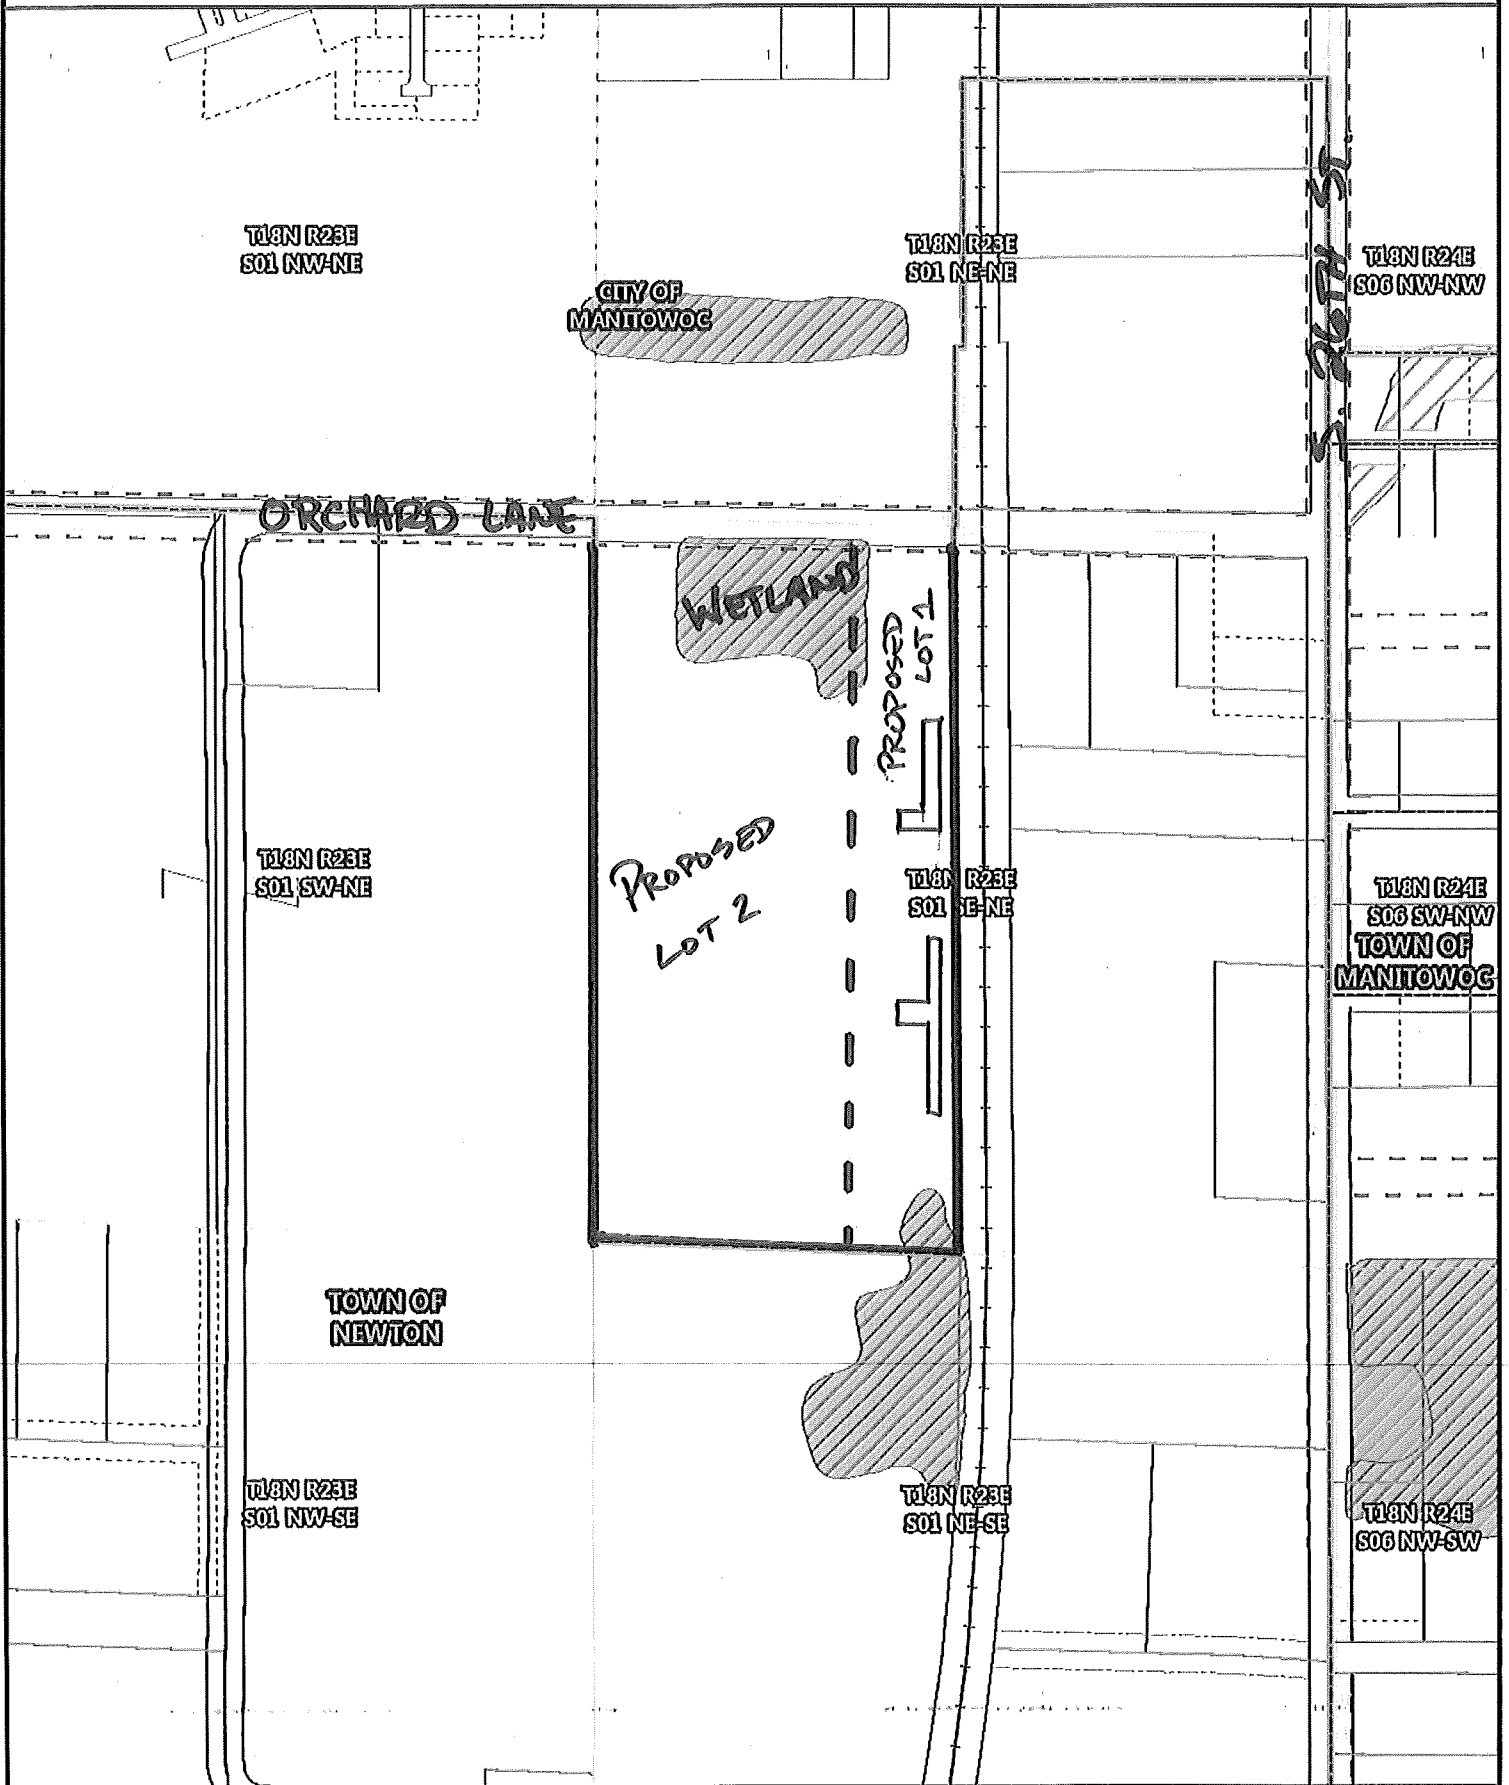 T18N R23E
S01 NW-NE
T18N R23E
S01 NE-NE
S. 26TH ST.
T18N R24E
S06 NW-NW
CITY OF
MANITOWOC
ORCHARD LANE
WETLAND
PROPOSED
LOT 1
PROPOSED
LOT 2
T18N R23E
S01 SW-NE
T18N R23E
S01 SE-NE
T18N R24E
S06 SW-NW
TOWN OF
MANITOWOC
TOWN OF
NEWTON
T18N R23E
S01 NW-SE
T18N R23E
S01 NE-SE
T18N R24E
S06 NW-SW